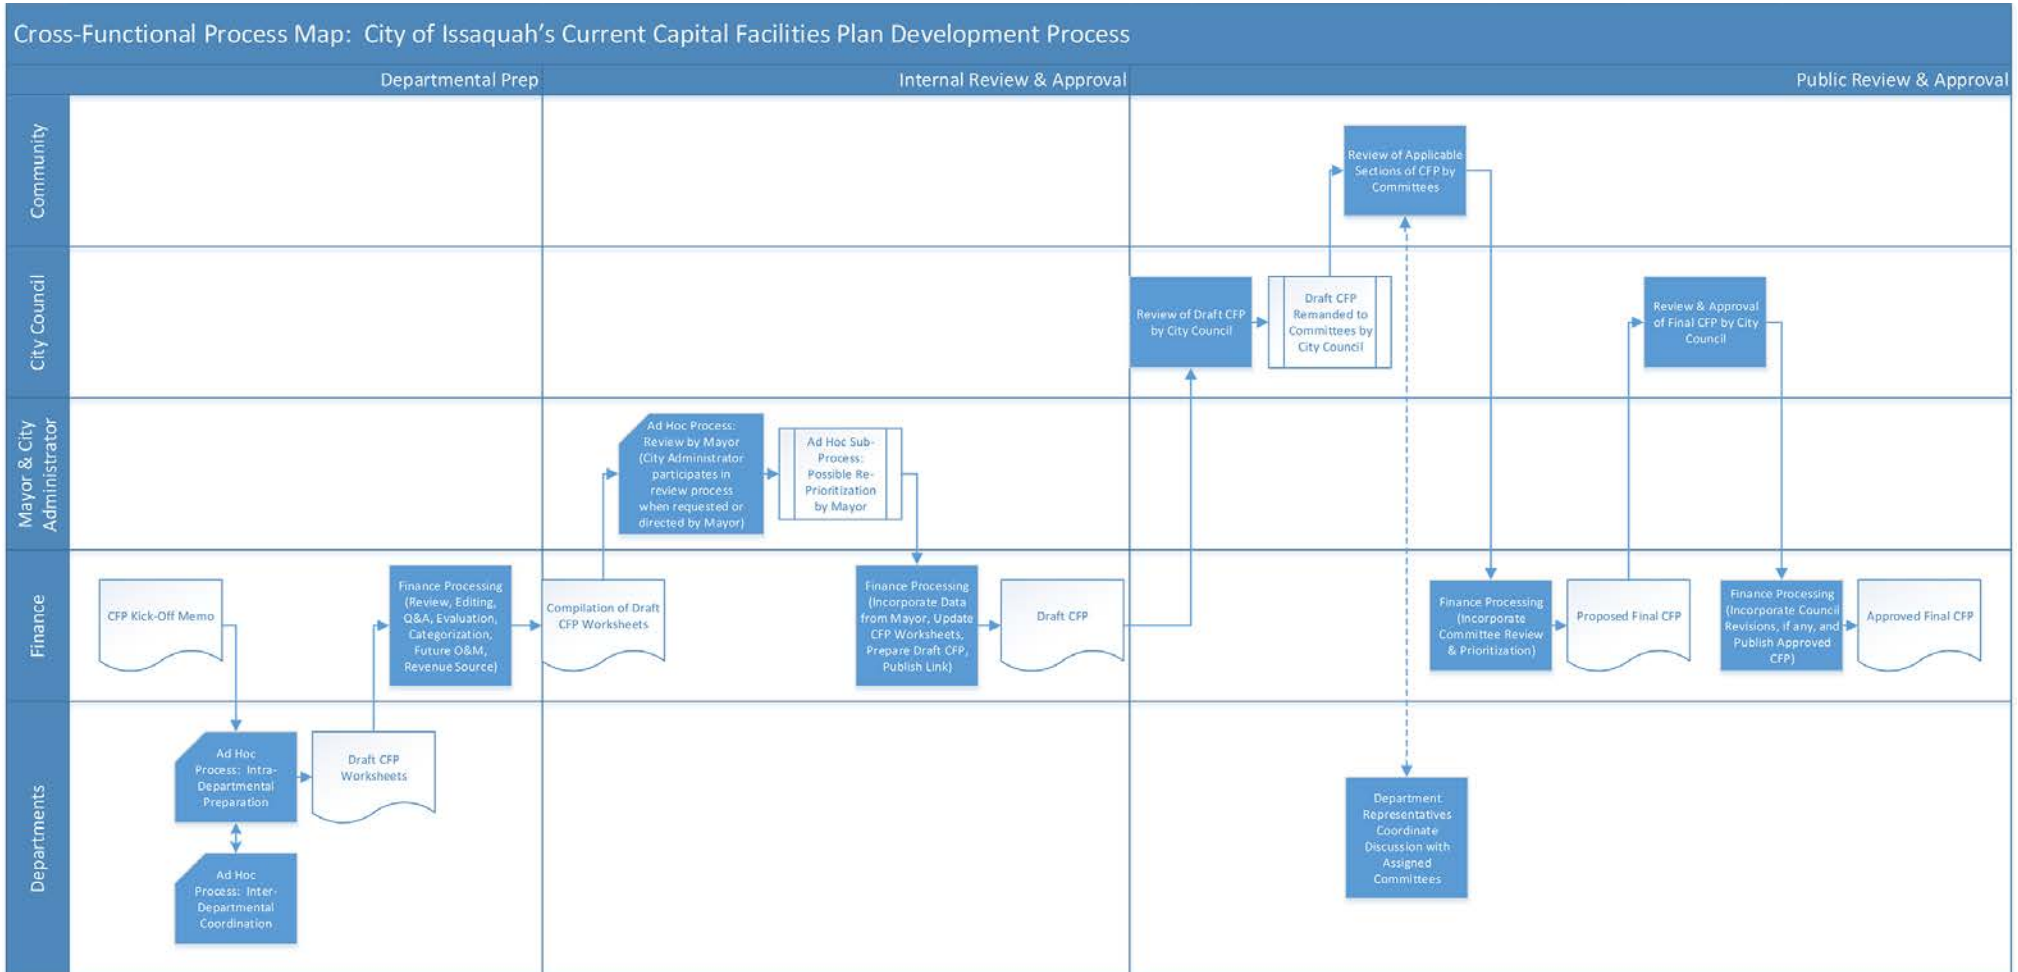 Cross-Functional Process Map:  City of Issaquah's Current Capital Facilities Plan Development Process
Departmental Prep
Internal Review & Approval
Public Review & Approval
Community
Review of Applicable
Sections of CFP by
Committees
City Council
Review of Draft CFP
by City Council
Draft CFP
Remanded to
Committees by
City Council
Review & Approval
of Final CFP by City
Council
Mayor & City
Administrator
Ad Hoc Process:
Review by Mayor
(City Administrator
participates in
review process
when requested or
directed by Mayor)
Ad Hoc Sub-
Process:
Possible Re-
Prioritization
by Mayor
Finance
CFP Kick-Off Memo
Finance Processing
(Review, Editing,
Q&A, Evaluation,
Categorization,
Future O&M,
Revenue Source)
Compilation of Draft
CFP Worksheets
Finance Processing
(Incorporate Data
from Mayor, Update
CFP Worksheets,
Prepare Draft CFP,
Publish Link)
Draft CFP
Finance Processing
(Incorporate
Committee Review
& Prioritization)
Proposed Final CFP
Finance Processing
(Incorporate Council
Revisions, if any, and
Publish Approved
CFP)
Approved Final CFP
Departments
Ad Hoc
Process:  Intra-
Departmental
Preparation
Draft CFP
Worksheets
Ad Hoc
Process:  Inter-
Departmental
Coordination
Department
Representatives
Coordinate
Discussion with
Assigned
Committees